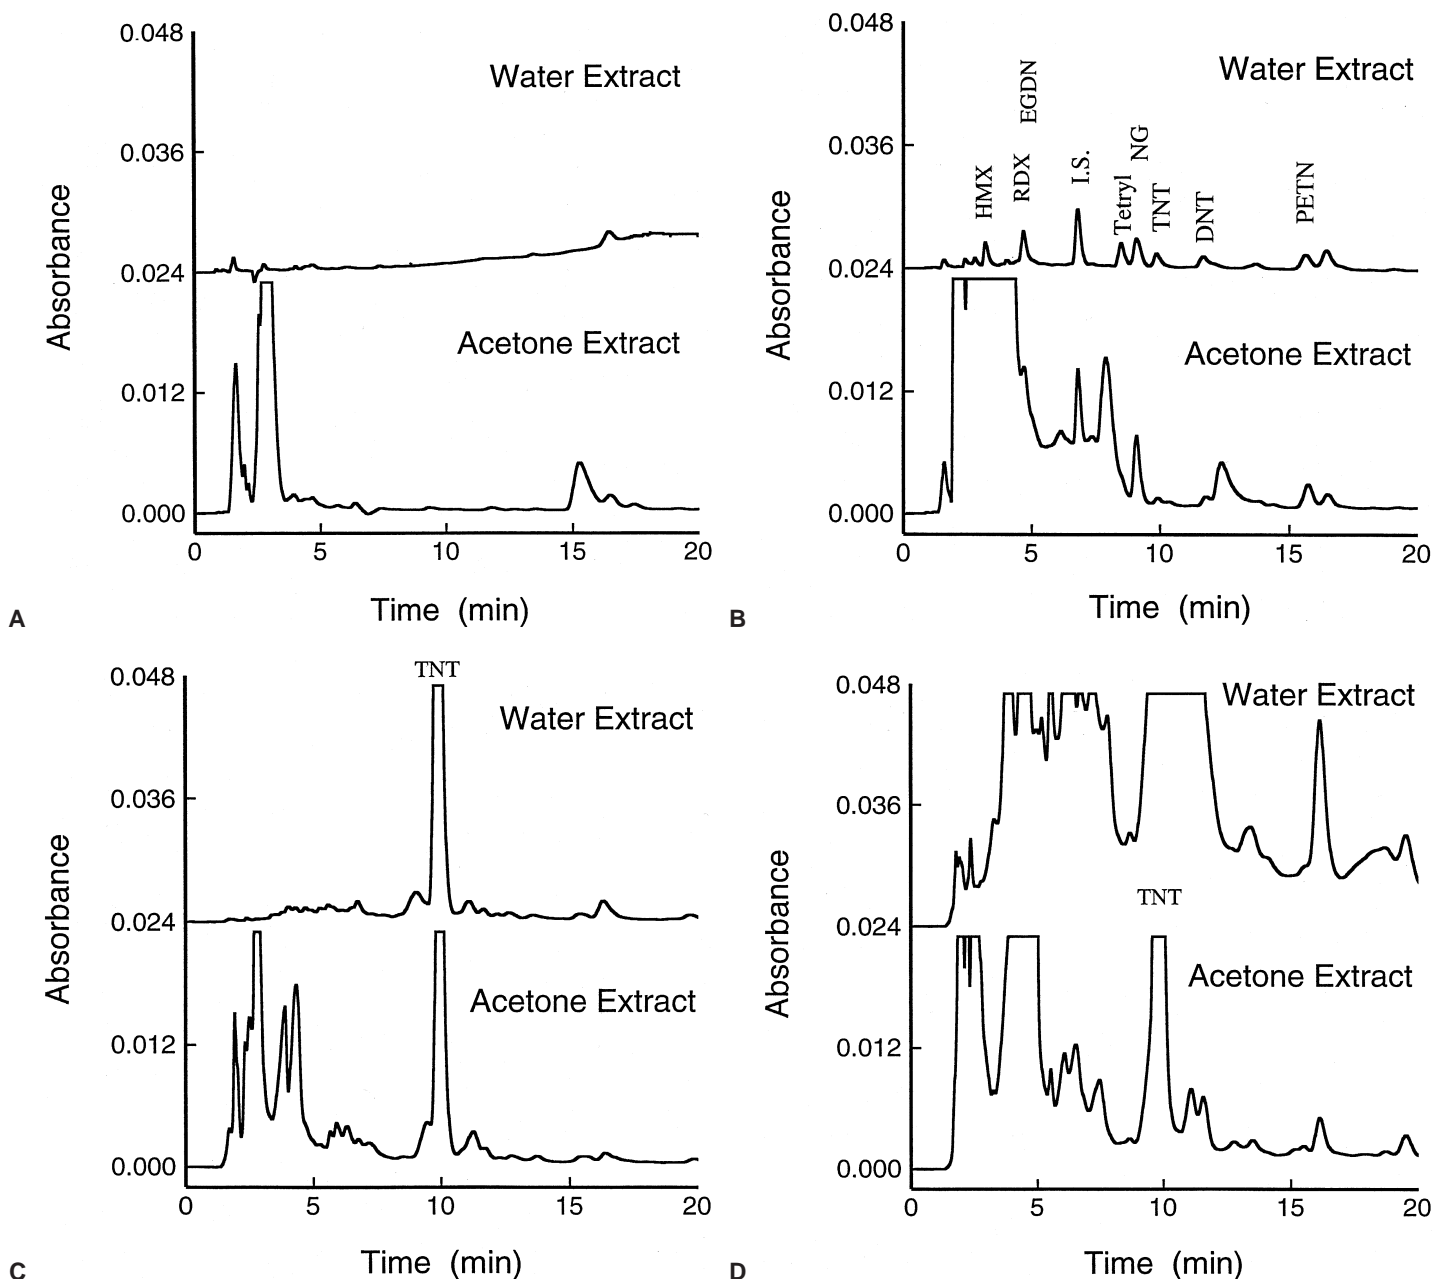 0.048
0.036
0.024
0.012
0.000
Absorbance
Water Extract
Acetone Extract
0
5
10
15
20
Time (min)
A
0.048
0.036
0.024
0.012
0.000
Absorbance
Water Extract
HMX
RDX
EGDN
I.S.
Tetryl
NG
TNT
DNT
PETN
Acetone Extract
0
5
10
15
20
Time (min)
B
0.048
0.036
0.024
0.012
0.000
Absorbance
TNT
Water Extract
Acetone Extract
0
5
10
15
20
Time (min)
C
0.048
0.036
0.024
0.012
0.000
Absorbance
Water Extract
TNT
Acetone Extract
0
5
10
15
20
Time (min)
D